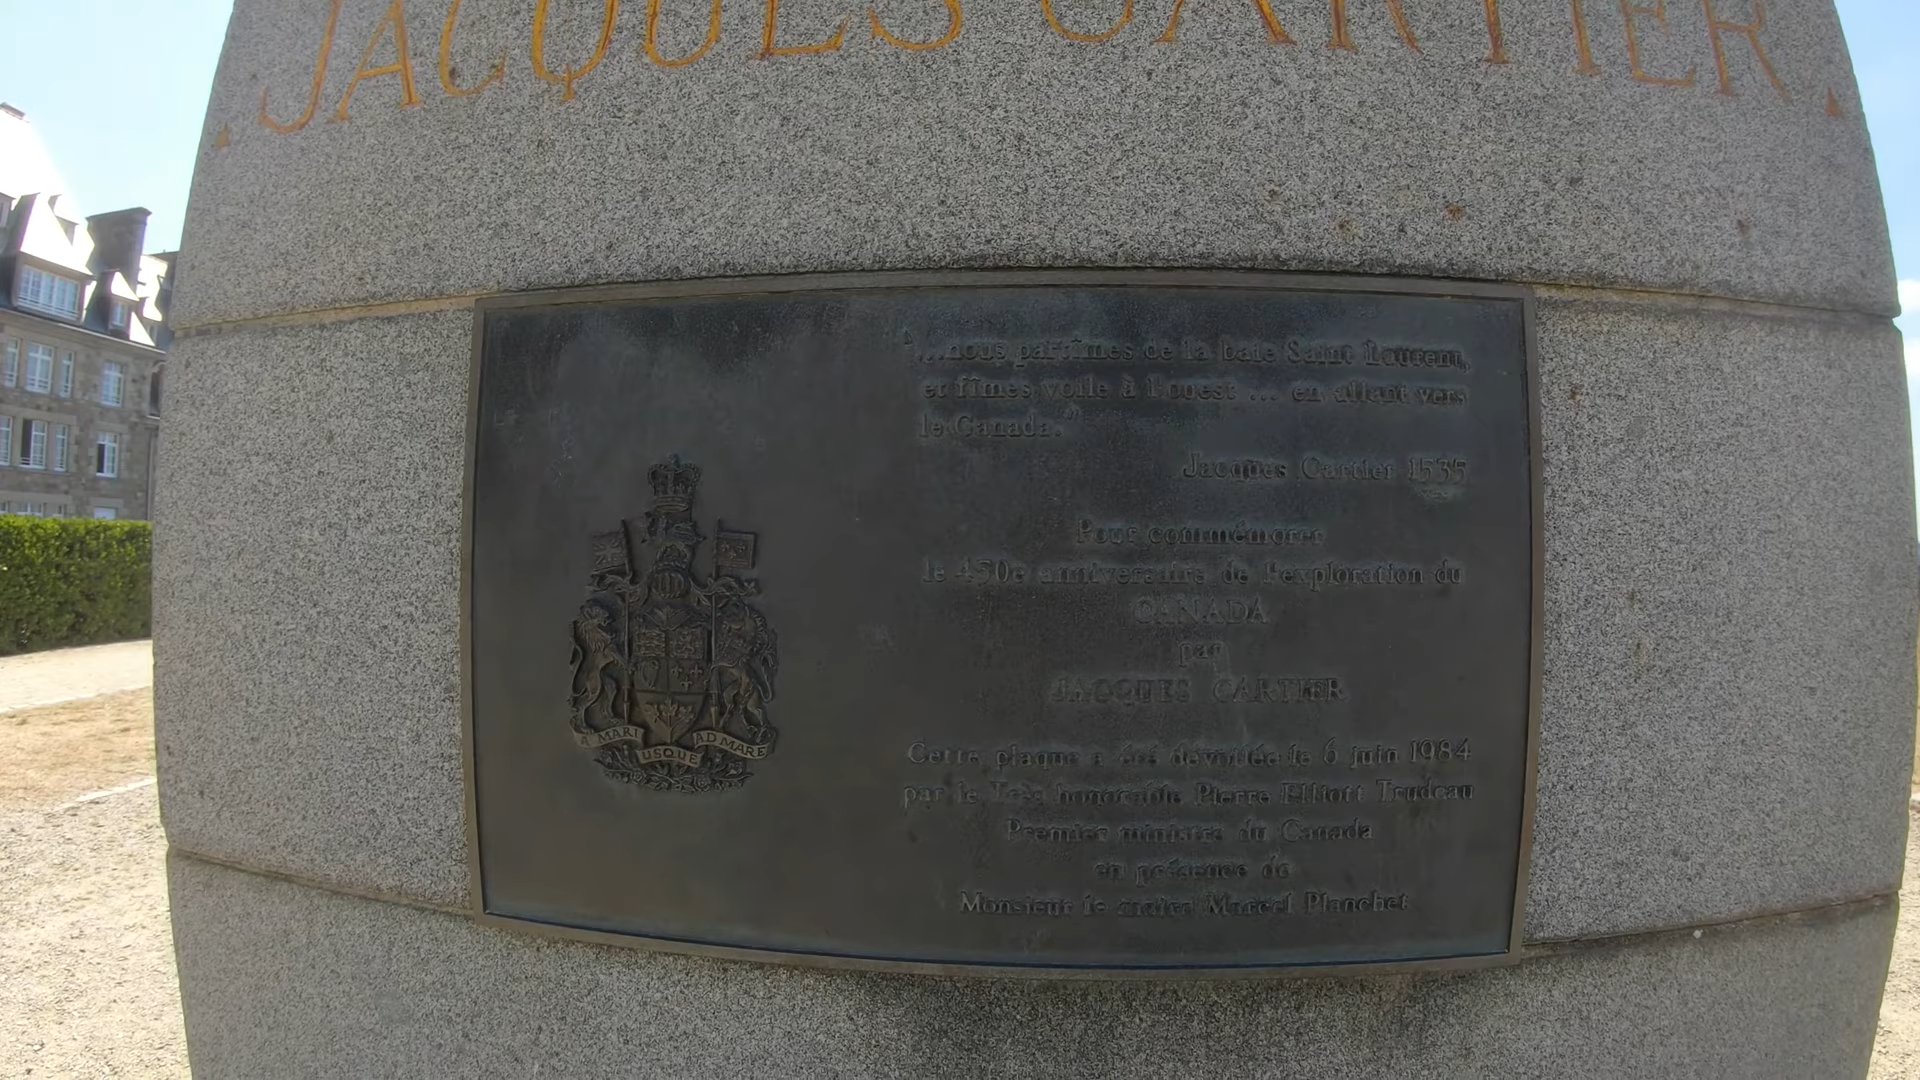 JACQUES CARTIER
"...nous partîmes de la baie Saint Laurent,
et fîmes voile à l'ouest ... en allant vers
le Canada."
Jacques Cartier 1535
Pour commémorer
le 450e anniversaire de l'exploration du
CANADA
par
JACQUES CARTIER
Cette plaque a été dévoilée le 6 juin 1984
par le Très honorable Pierre Elliott Trudeau
Premier ministre du Canada
en présence de
Monsieur le maire Marcel Planchet
A MARI USQUE AD MARE